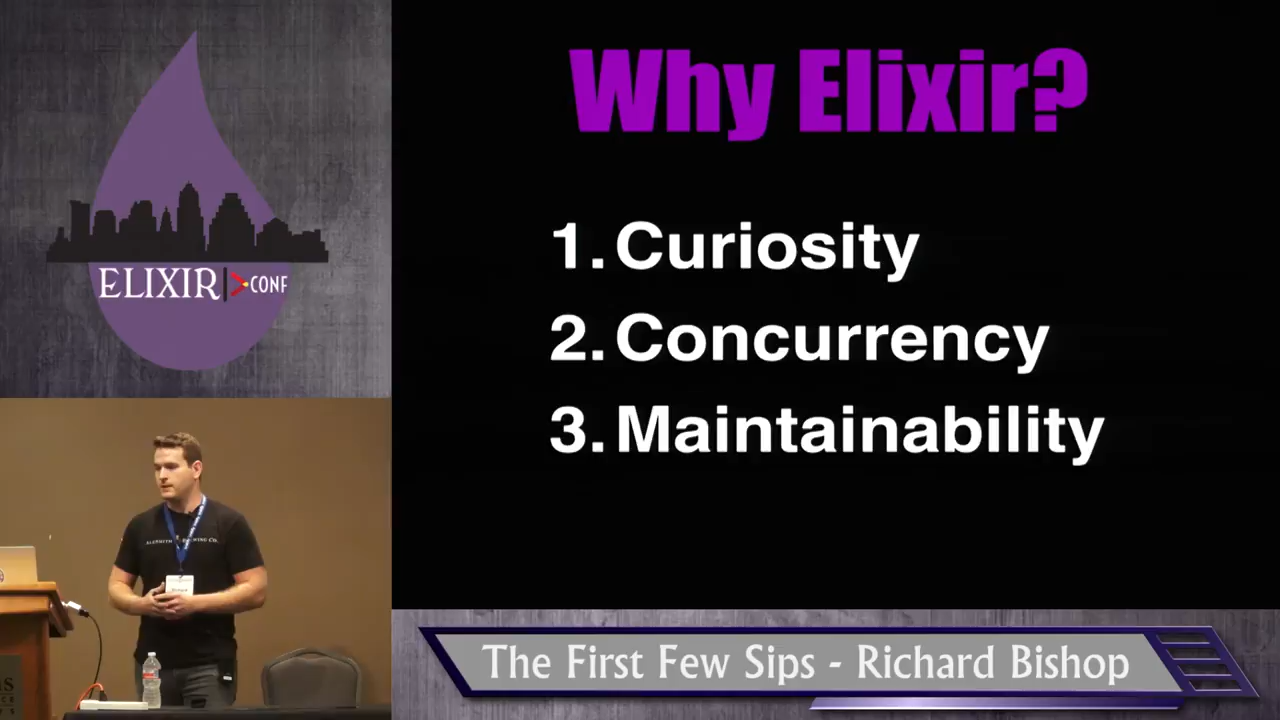 Why Elixir?
1. Curiosity
2. Concurrency
3. Maintainability
ELIXIR CONF
The First Few Sips - Richard Bishop